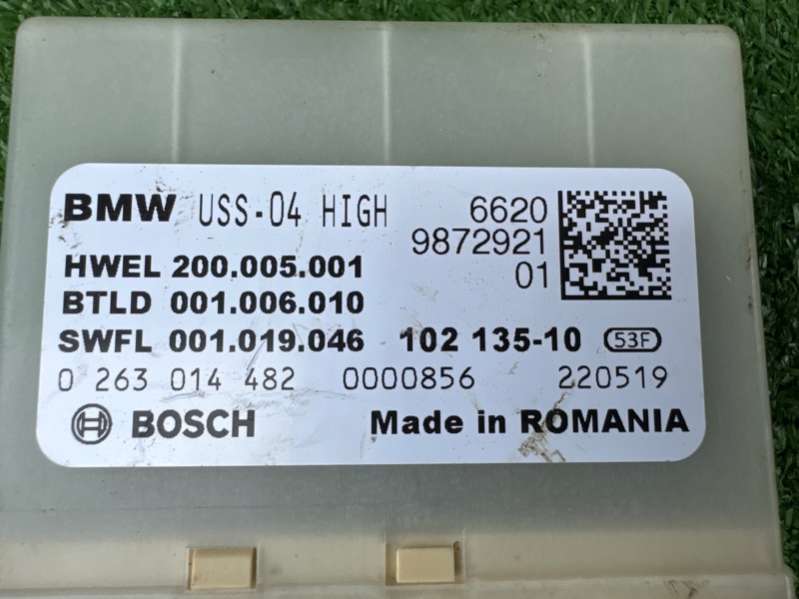 BMW USS-04 HIGH 6620
9872921
01
HWEL 200.005.001
BTLD 001.006.010
SWFL 001.019.046 102 135-10 53F
0 263 014 482 0000856 220519
BOSCH Made in ROMANIA